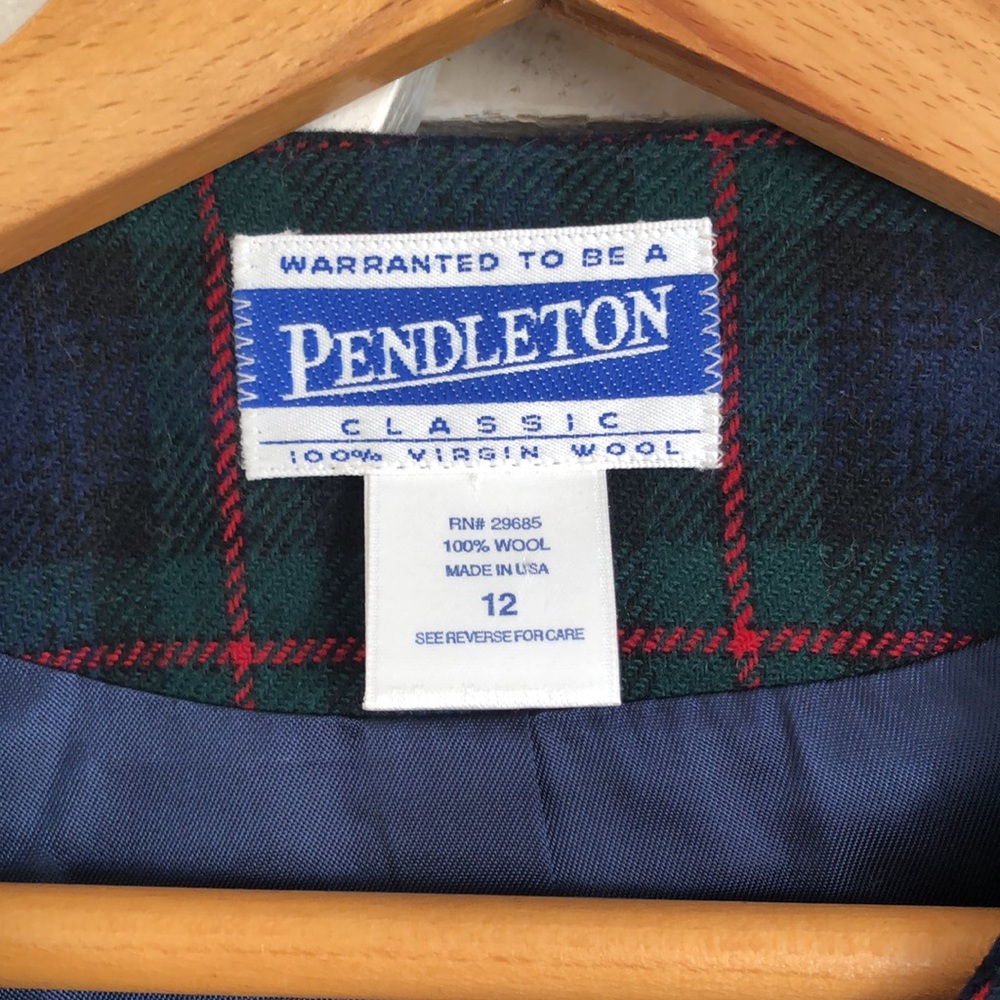 WARRANTED TO BE A
PENDLETON
CLASSIC
100% VIRGIN WOOL
RN# 29685
100% WOOL
MADE IN USA
12
SEE REVERSE FOR CARE